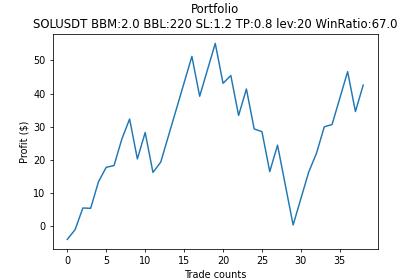 Portfolio
SOLUSDT BBM:2.0 BBL:220 SL:1.2 TP:0.8 lev:20 WinRatio:67.0
Profit ($)
50
40
30
20
10
0
0 5 10 15 20 25 30 35
Trade counts